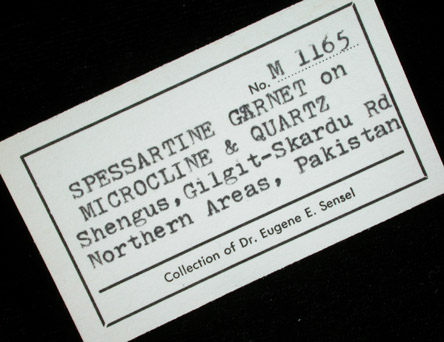 No. M 1165
SPESSARTINE GARNET on
MICROCLINE & QUARTZ
Shengus, Gilgit-Skardu Rd
Northern Areas, Pakistan
Collection of Dr. Eugene E. Sensel